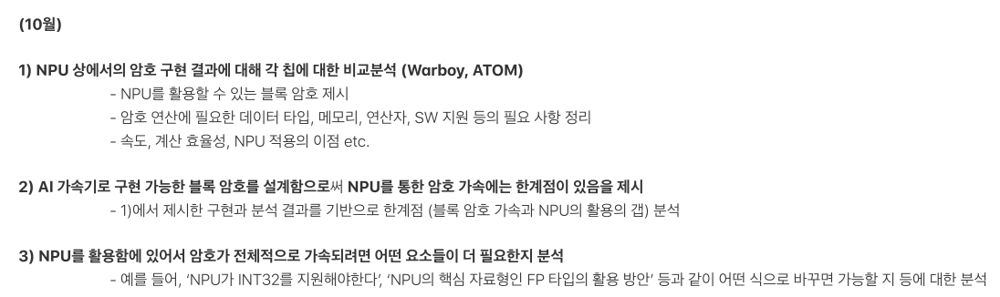 (10월)
1) NPU 상에서의 암호 구현 결과에 대해 각 칩에 대한 비교분석 (Warboy, ATOM)
- NPU를 활용할 수 있는 블록 암호 제시
- 암호 연산에 필요한 데이터 타입, 메모리, 연산자, SW 지원 등의 필요 사항 정리
- 속도, 계산 효율성, NPU 적용의 이점 etc.
2) AI 가속기로 구현 가능한 블록 암호를 설계함으로써 NPU를 통한 암호 가속에는 한계점이 있음을 제시
- 1)에서 제시한 구현과 분석 결과를 기반으로 한계점 (블록 암호 가속과 NPU의 활용의 갭) 분석
3) NPU를 활용함에 있어서 암호가 전체적으로 가속되려면 어떤 요소들이 더 필요한지 분석
- 예를 들어, ‘NPU가 INT32를 지원해야한다’, ‘NPU의 핵심 자료형인 FP 타입의 활용 방안’ 등과 같이 어떤 식으로 바꾸면 가능할 지 등에 대한 분석